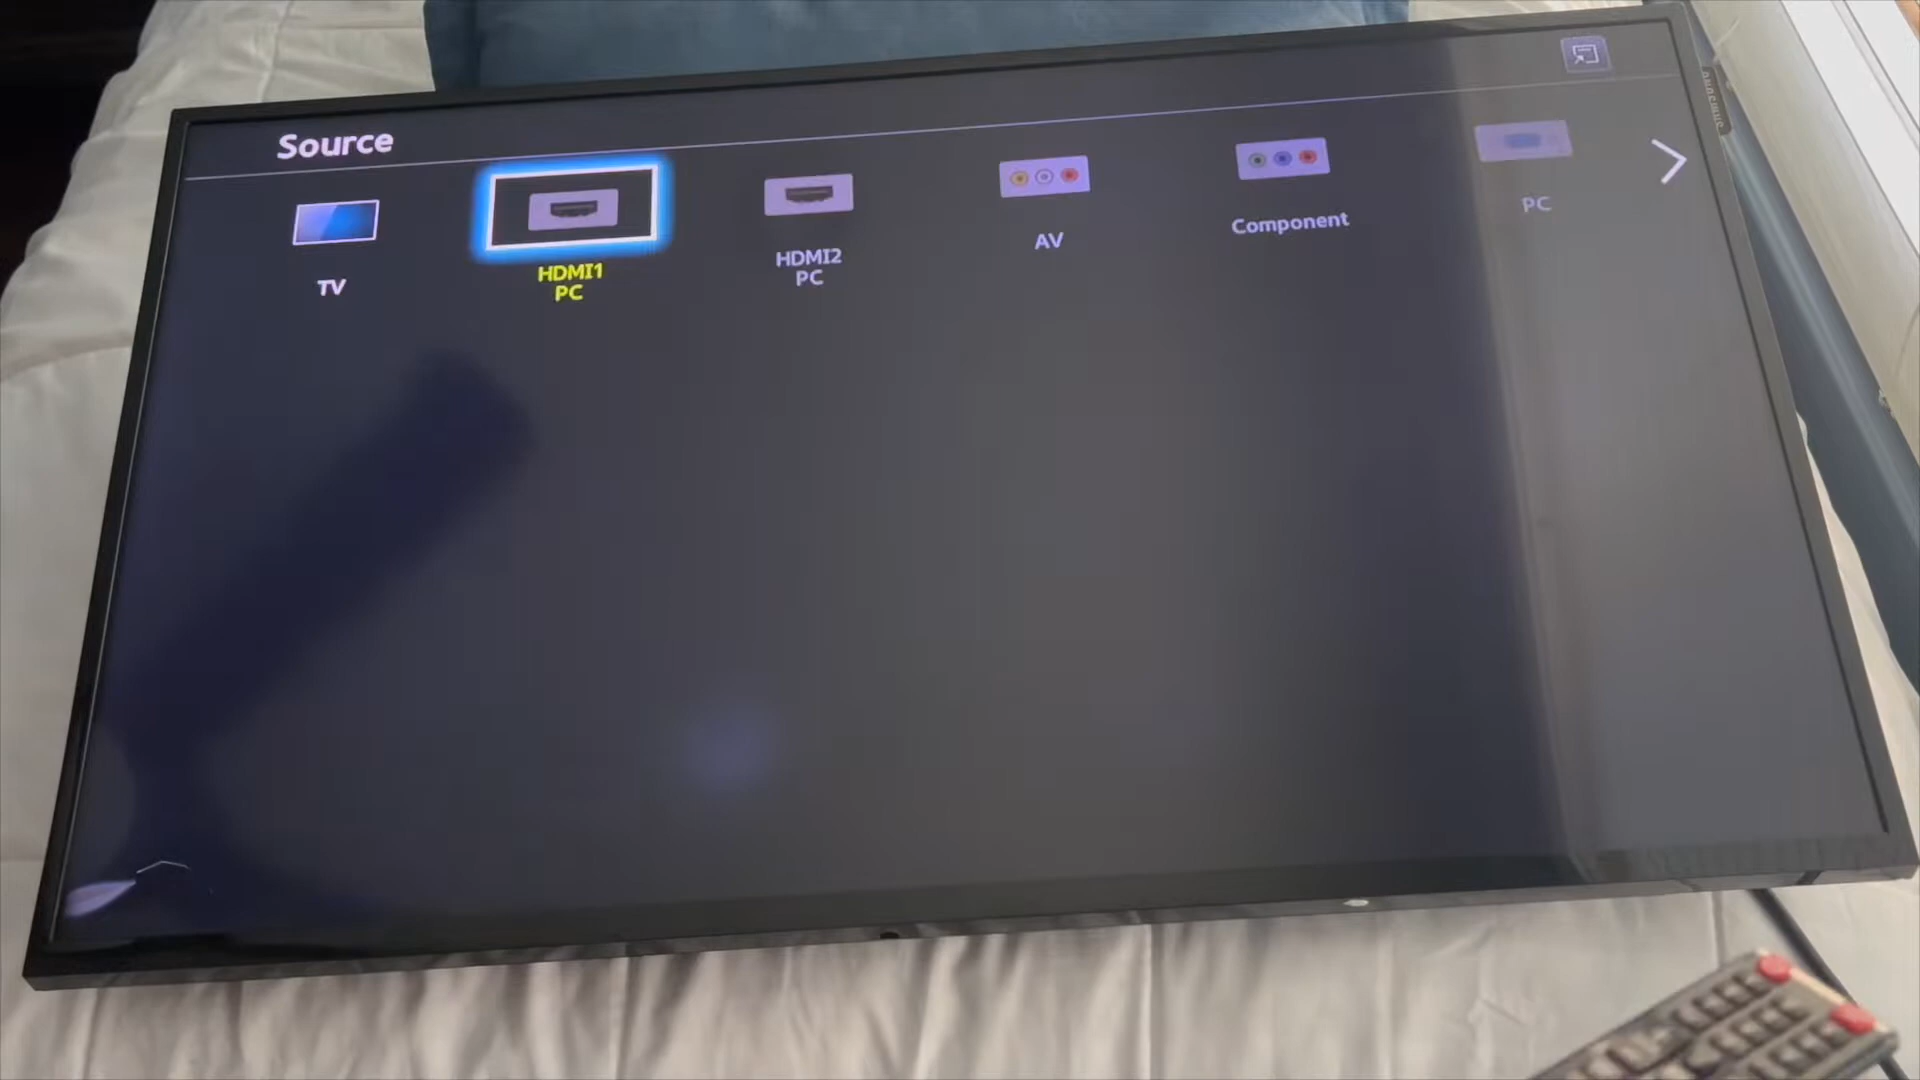 Source
TV
HDMI1
PC
HDMI2
PC
AV
Component
PC